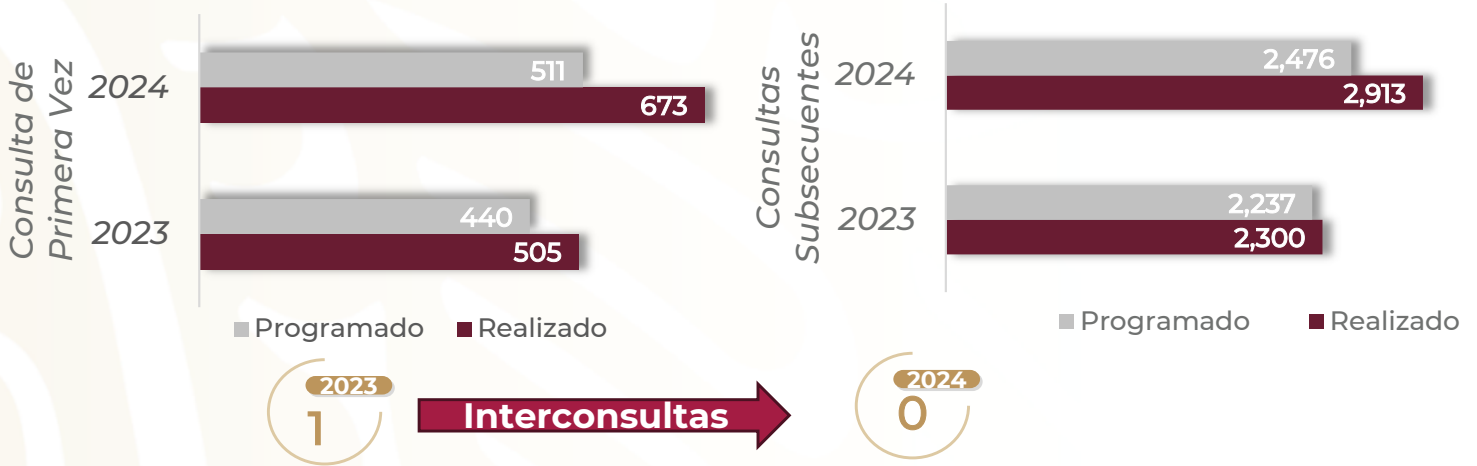 Consulta de
Primera Vez
2024
511
673
2023
440
505
Programado
Realizado
Consultas
Subsecuentes
2024
2,476
2,913
2023
2,237
2,300
Programado
Realizado
2023
1
Interconsultas
2024
0